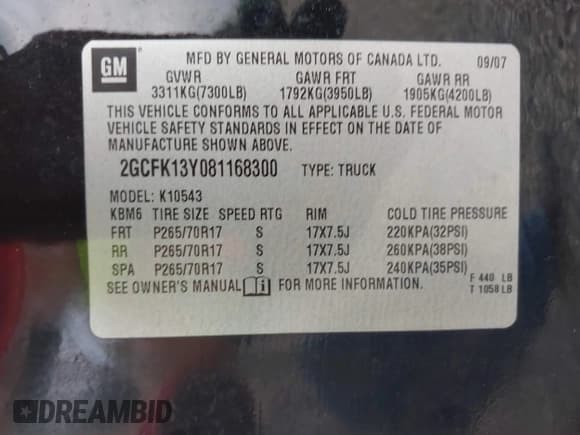 GM
MFD BY GENERAL MOTORS OF CANADA LTD. 09/07
GVWR GAWR FRT GAWR RR
3311KG(7300LB) 1792KG(3950LB) 1905KG(4200LB)
THIS VEHICLE CONFORMS TO ALL APPLICABLE U.S. FEDERAL MOTOR
VEHICLE SAFETY STANDARDS IN EFFECT ON THE DATE OF
MANUFACTURE SHOWN ABOVE.
2GCFK13Y081168300 TYPE: TRUCK
MODEL: K10543
KBM6 TIRE SIZE SPEED RTG RIM COLD TIRE PRESSURE
FRT P265/70R17 S 17X7.5J 220KPA(32PSI)
RR P265/70R17 S 17X7.5J 260KPA(38PSI)
SPA P265/70R17 S 17X7.5J 240KPA(35PSI)
SEE OWNER'S MANUAL i FOR MORE INFORMATION.
F 440 LB
T 1058 LB
DREAMBID